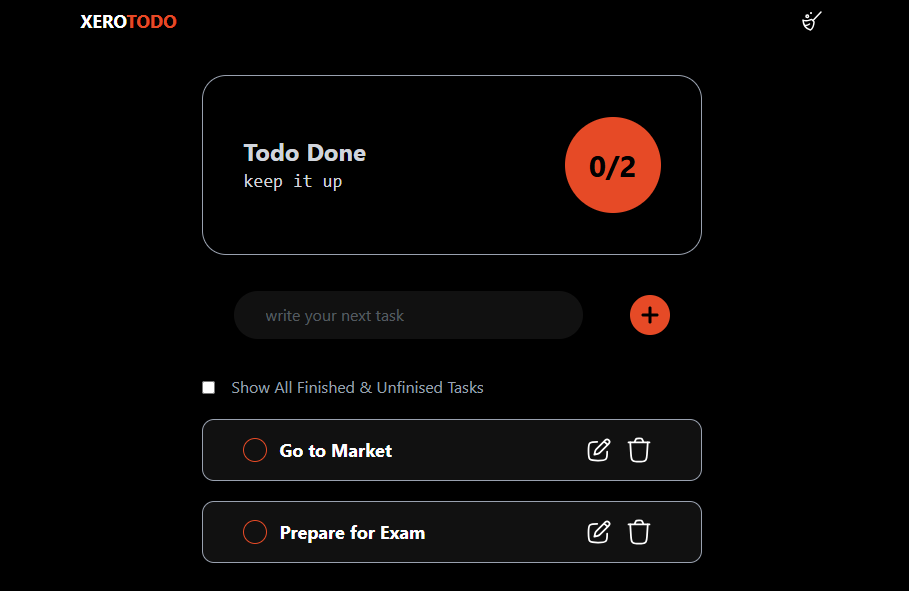 XEROTODO
Todo Done
keep it up
0/2
write your next task
Show All Finished & Unfinised Tasks
Go to Market
Prepare for Exam